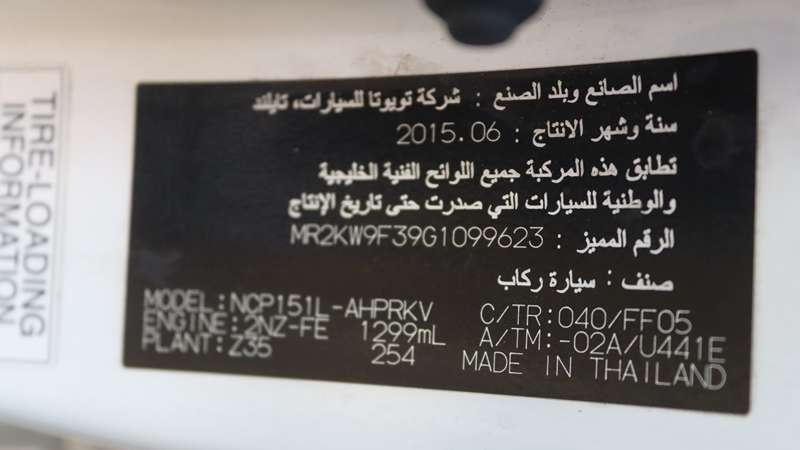 TIRE-LOADING
INFORMATION
اسم الصانع وبلد الصنع : شركة تويوتا للسيارات، تايلند
سنة وشهر الانتاج : 2015.06
تطابق هذه المركبة جميع اللوائح الفنية الخليجية
والوطنية للسيارات التي صدرت حتى تاريخ الإنتاج
الرقم المميز : MR2KW9F39G1099623
صنف : سيارة ركاب
MODEL:NCP151L-AHPRKV C/TR:040/FF05
ENGINE:2NZ-FE 1299mL A/TM:-02A/U441E
PLANT:Z35 254 MADE IN THAILAND